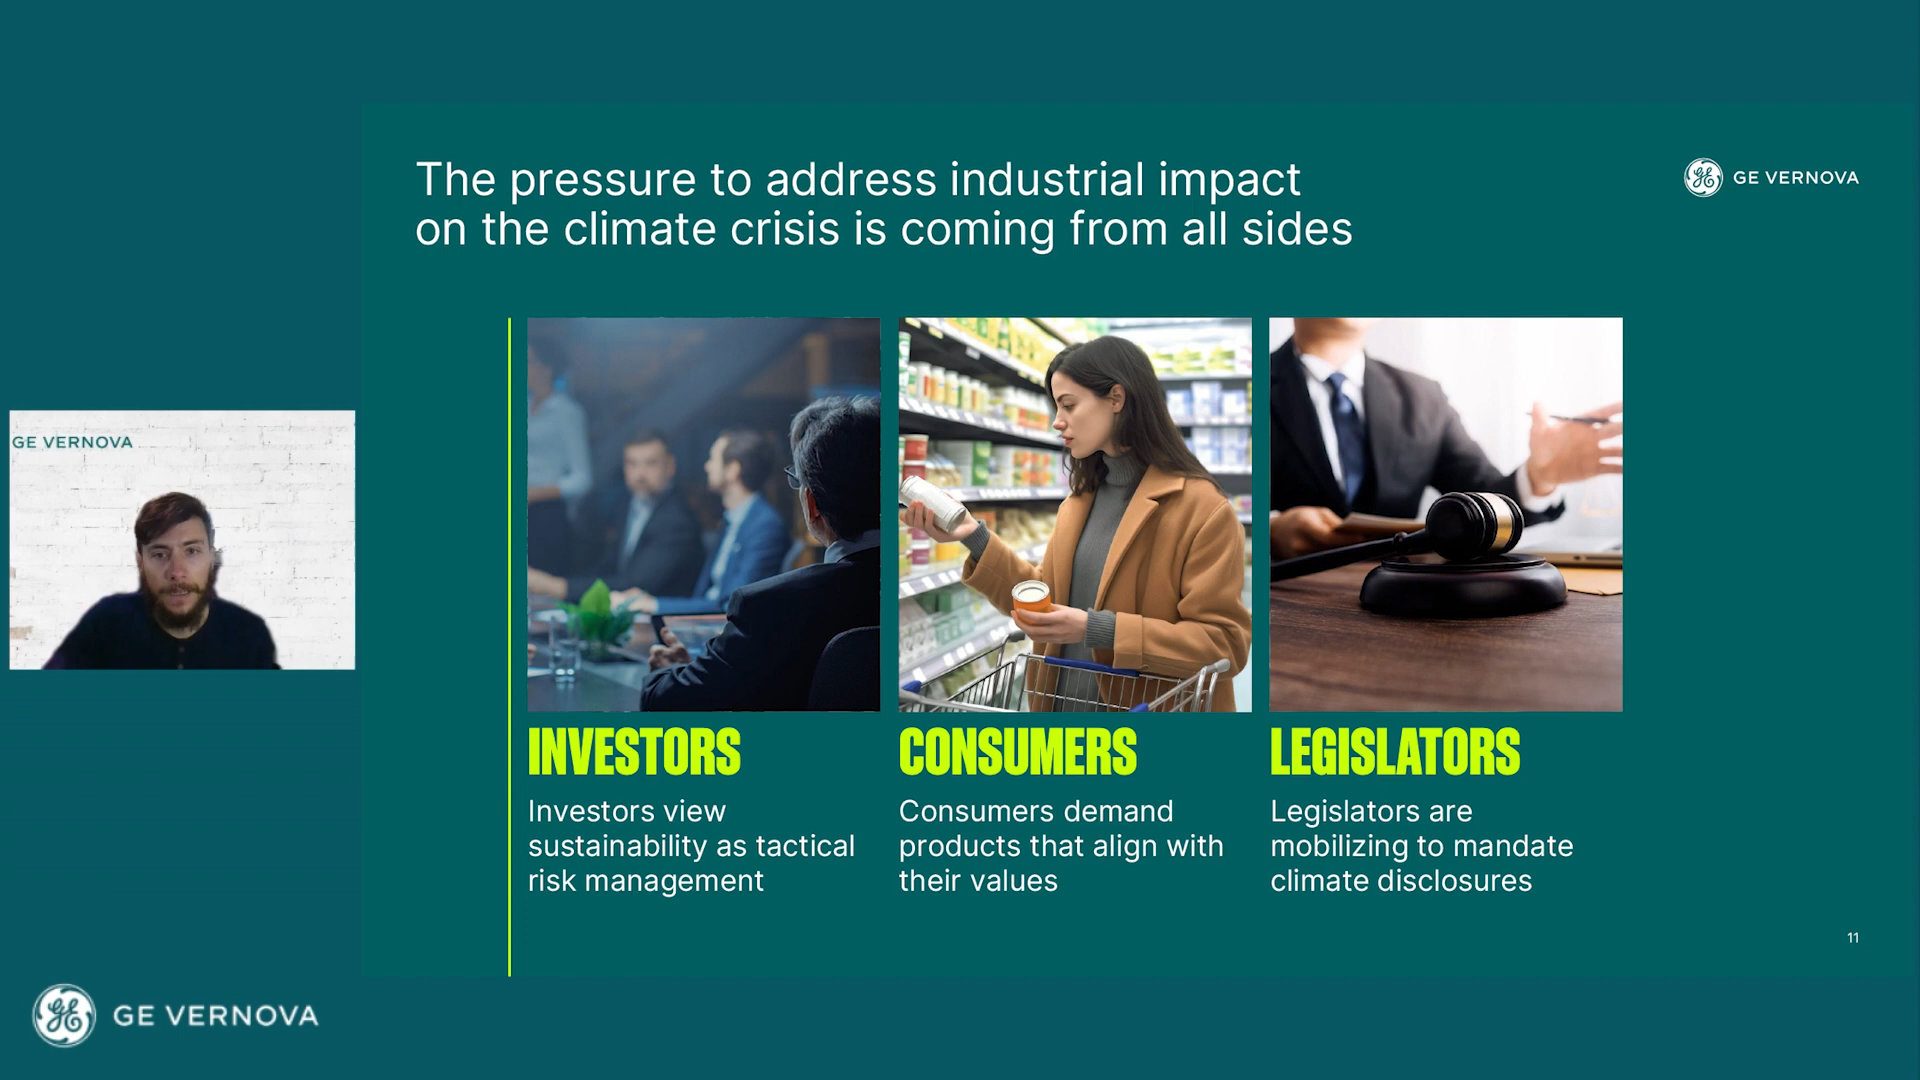 The pressure to address industrial impact
on the climate crisis is coming from all sides
GE VERNOVA
GE VERNOVA
INVESTORS
Investors view
sustainability as tactical
risk management
CONSUMERS
Consumers demand
products that align with
their values
LEGISLATORS
Legislators are
mobilizing to mandate
climate disclosures
11
GE VERNOVA